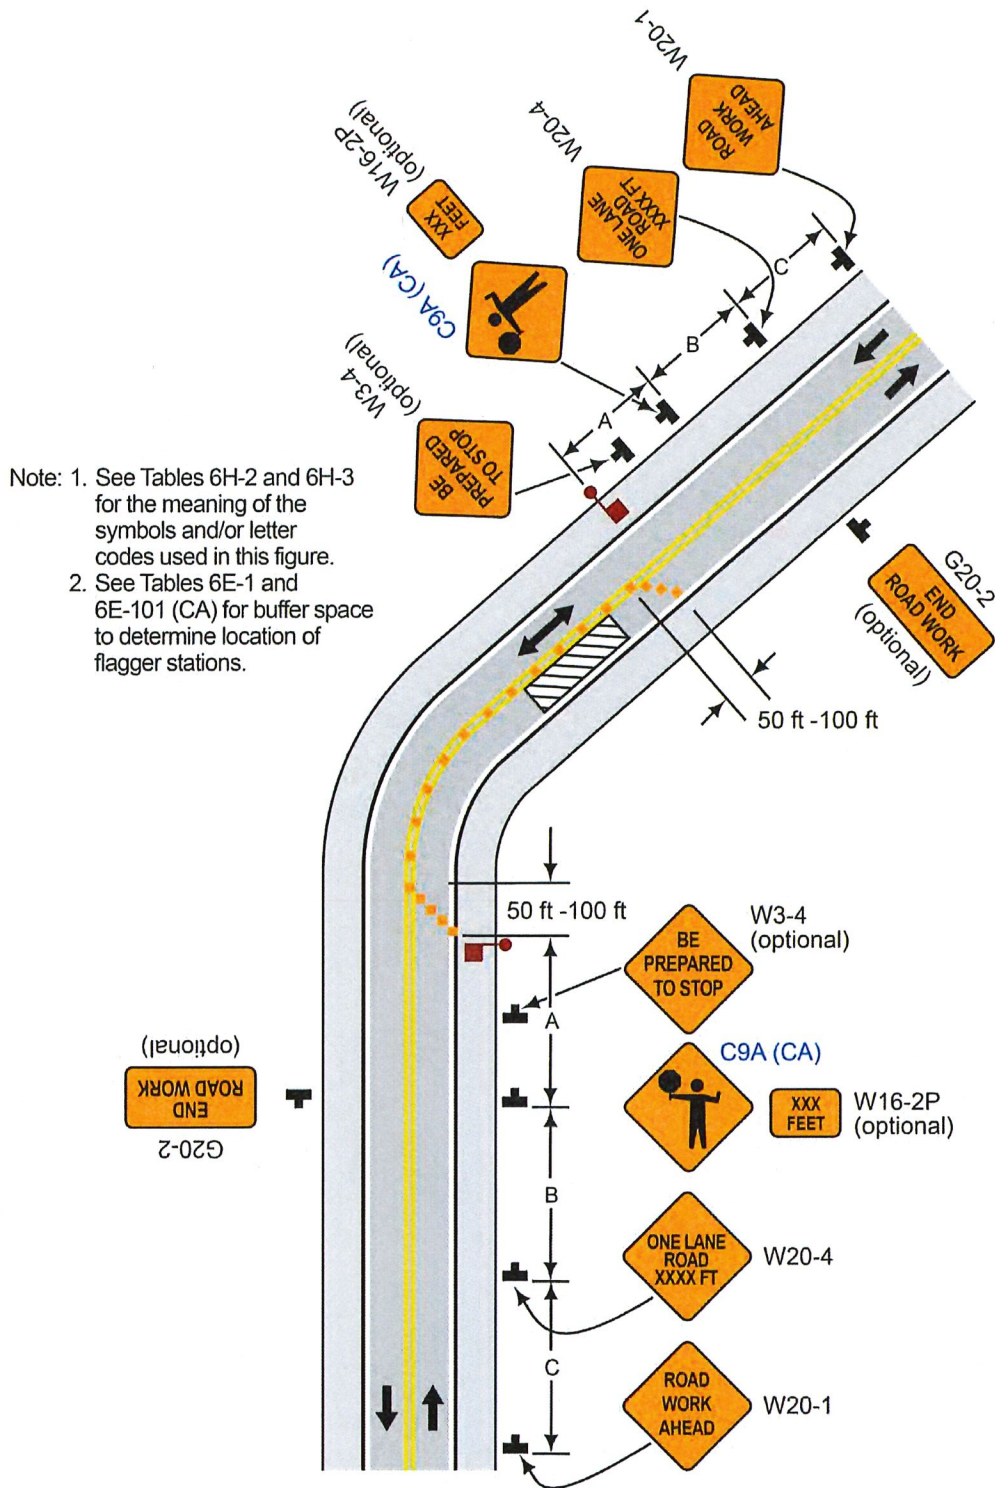 W20-1
ROAD
WORK
AHEAD
W20-4
ONE LANE
ROAD
XXXX FT
W16-2P
(optional)
XXX
FEET
C9A (CA)
W3-4
(optional)
BE
PREPARED
TO STOP
C
B
A
Note: 1. See Tables 6H-2 and 6H-3
for the meaning of the
symbols and/or letter
codes used in this figure.
2. See Tables 6E-1 and
6E-101 (CA) for buffer space
to determine location of
flagger stations.
G20-2
END
ROAD WORK
(optional)
50 ft -100 ft
50 ft -100 ft
W3-4
(optional)
BE
PREPARED
TO STOP
A
C9A (CA)
XXX
FEET
W16-2P
(optional)
G20-2
END
ROAD WORK
(optional)
B
ONE LANE
ROAD
XXXX FT
W20-4
C
ROAD
WORK
AHEAD
W20-1